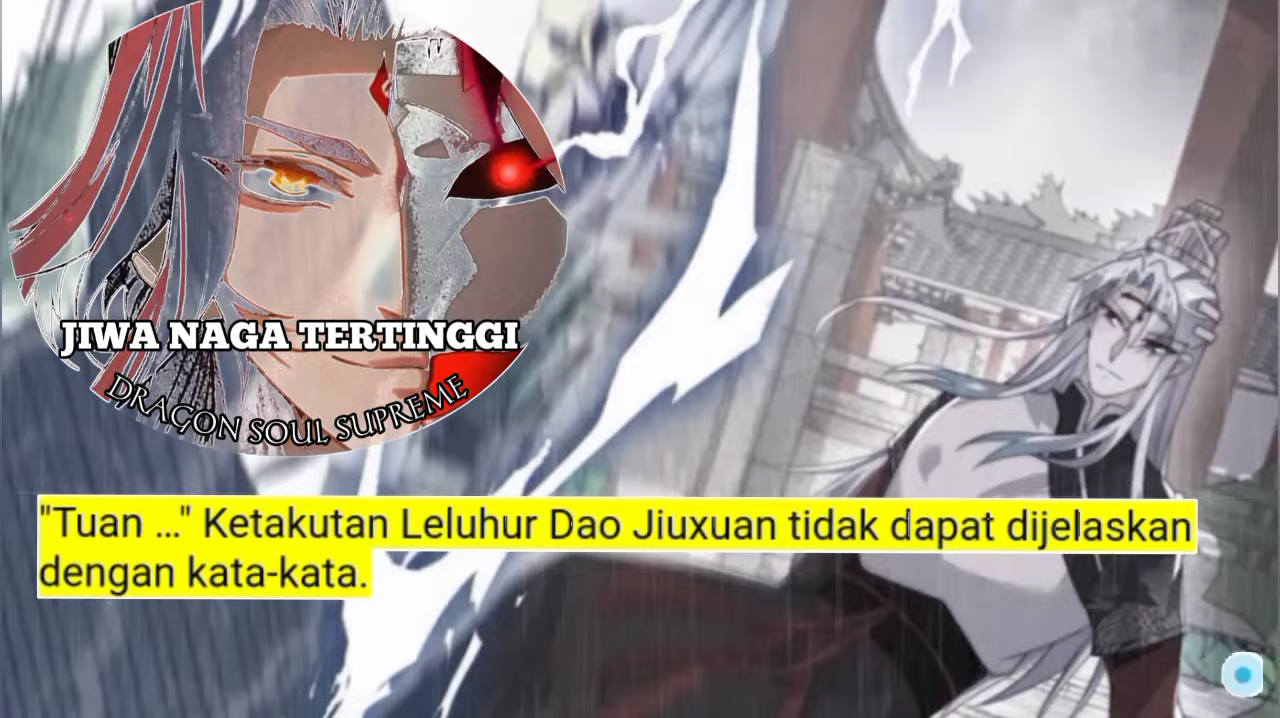 JIWA NAGA TERTINGGI
DRAGON SOUL SUPREME
"Tuan ..." Ketakutan Leluhur Dao Jiuxuan tidak dapat dijelaskan
dengan kata-kata.